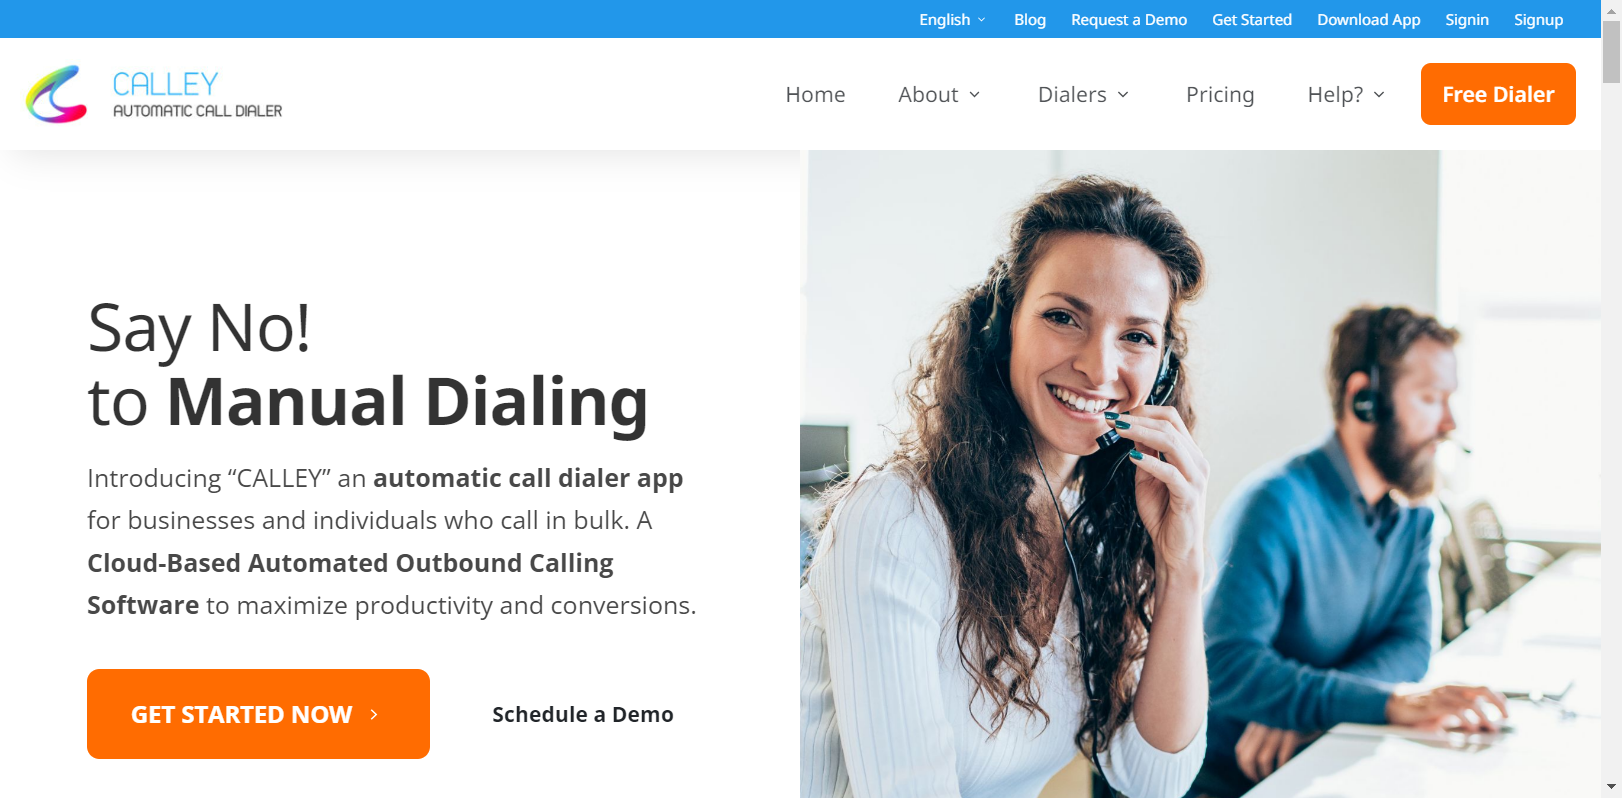 English Blog Request a Demo Get Started Download App Signin Signup
CALLEY
AUTOMATIC CALL DIALER
Home About Dialers Pricing Help? Free Dialer
Say No!
to Manual Dialing
Introducing “CALLEY” an automatic call dialer app
for businesses and individuals who call in bulk. A
Cloud-Based Automated Outbound Calling
Software to maximize productivity and conversions.
GET STARTED NOW
Schedule a Demo